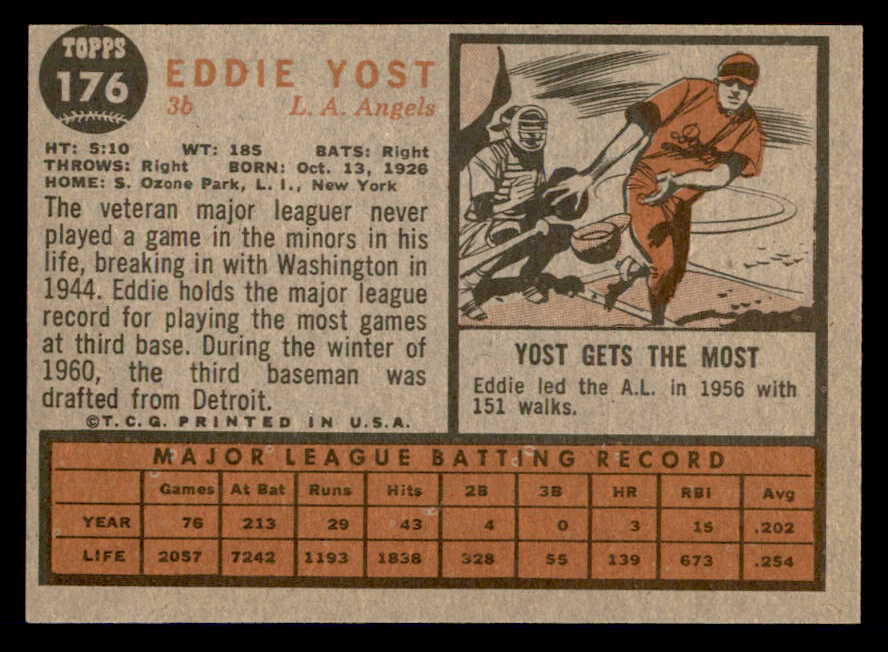 TOPPS
176
EDDIE YOST
3b L. A. Angels
HT: 5:10 WT: 185 BATS: Right
THROWS: Right BORN: Oct. 13, 1926
HOME: S. Ozone Park, L. I., New York
The veteran major leaguer never
played a game in the minors in his
life, breaking in with Washington in
1944. Eddie holds the major league
record for playing the most games
at third base. During the winter of
1960, the third baseman was
drafted from Detroit.
©T.C.G. PRINTED IN U.S.A.
YOST GETS THE MOST
Eddie led the A.L. in 1956 with
151 walks.
MAJOR LEAGUE BATTING RECORD
Games At Bat Runs Hits 2B 3B HR RBI Avg
YEAR 76 213 29 43 4 0 3 15 .202
LIFE 2057 7242 1193 1838 328 55 139 673 .254